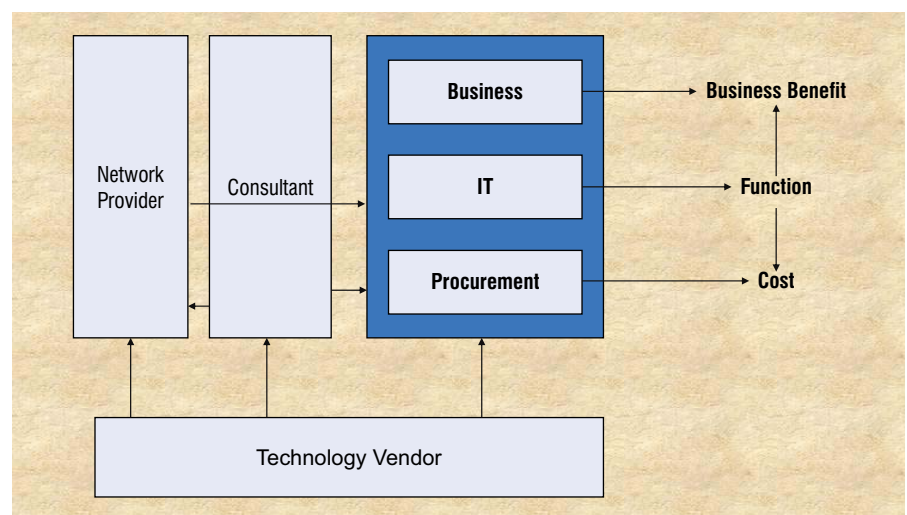 Network
Provider
Consultant
Business
IT
Procurement
Business Benefit
Function
Cost
Technology Vendor